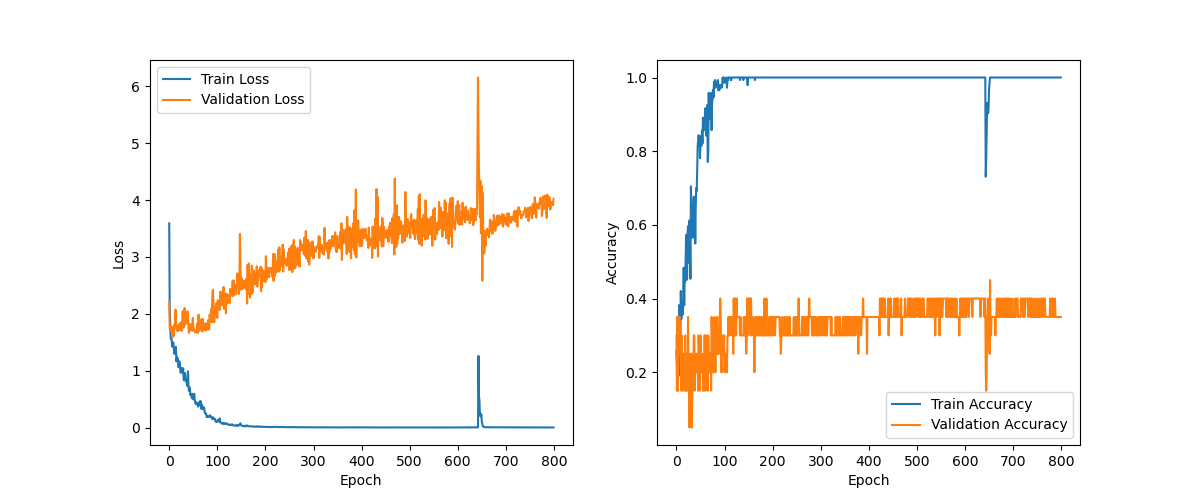 Train Loss
Validation Loss
6
5
4
3
2
1
0
Loss
0 100 200 300 400 500 600 700 800
Epoch
1.0
0.8
0.6
0.4
0.2
Accuracy
Train Accuracy
Validation Accuracy
0 100 200 300 400 500 600 700 800
Epoch